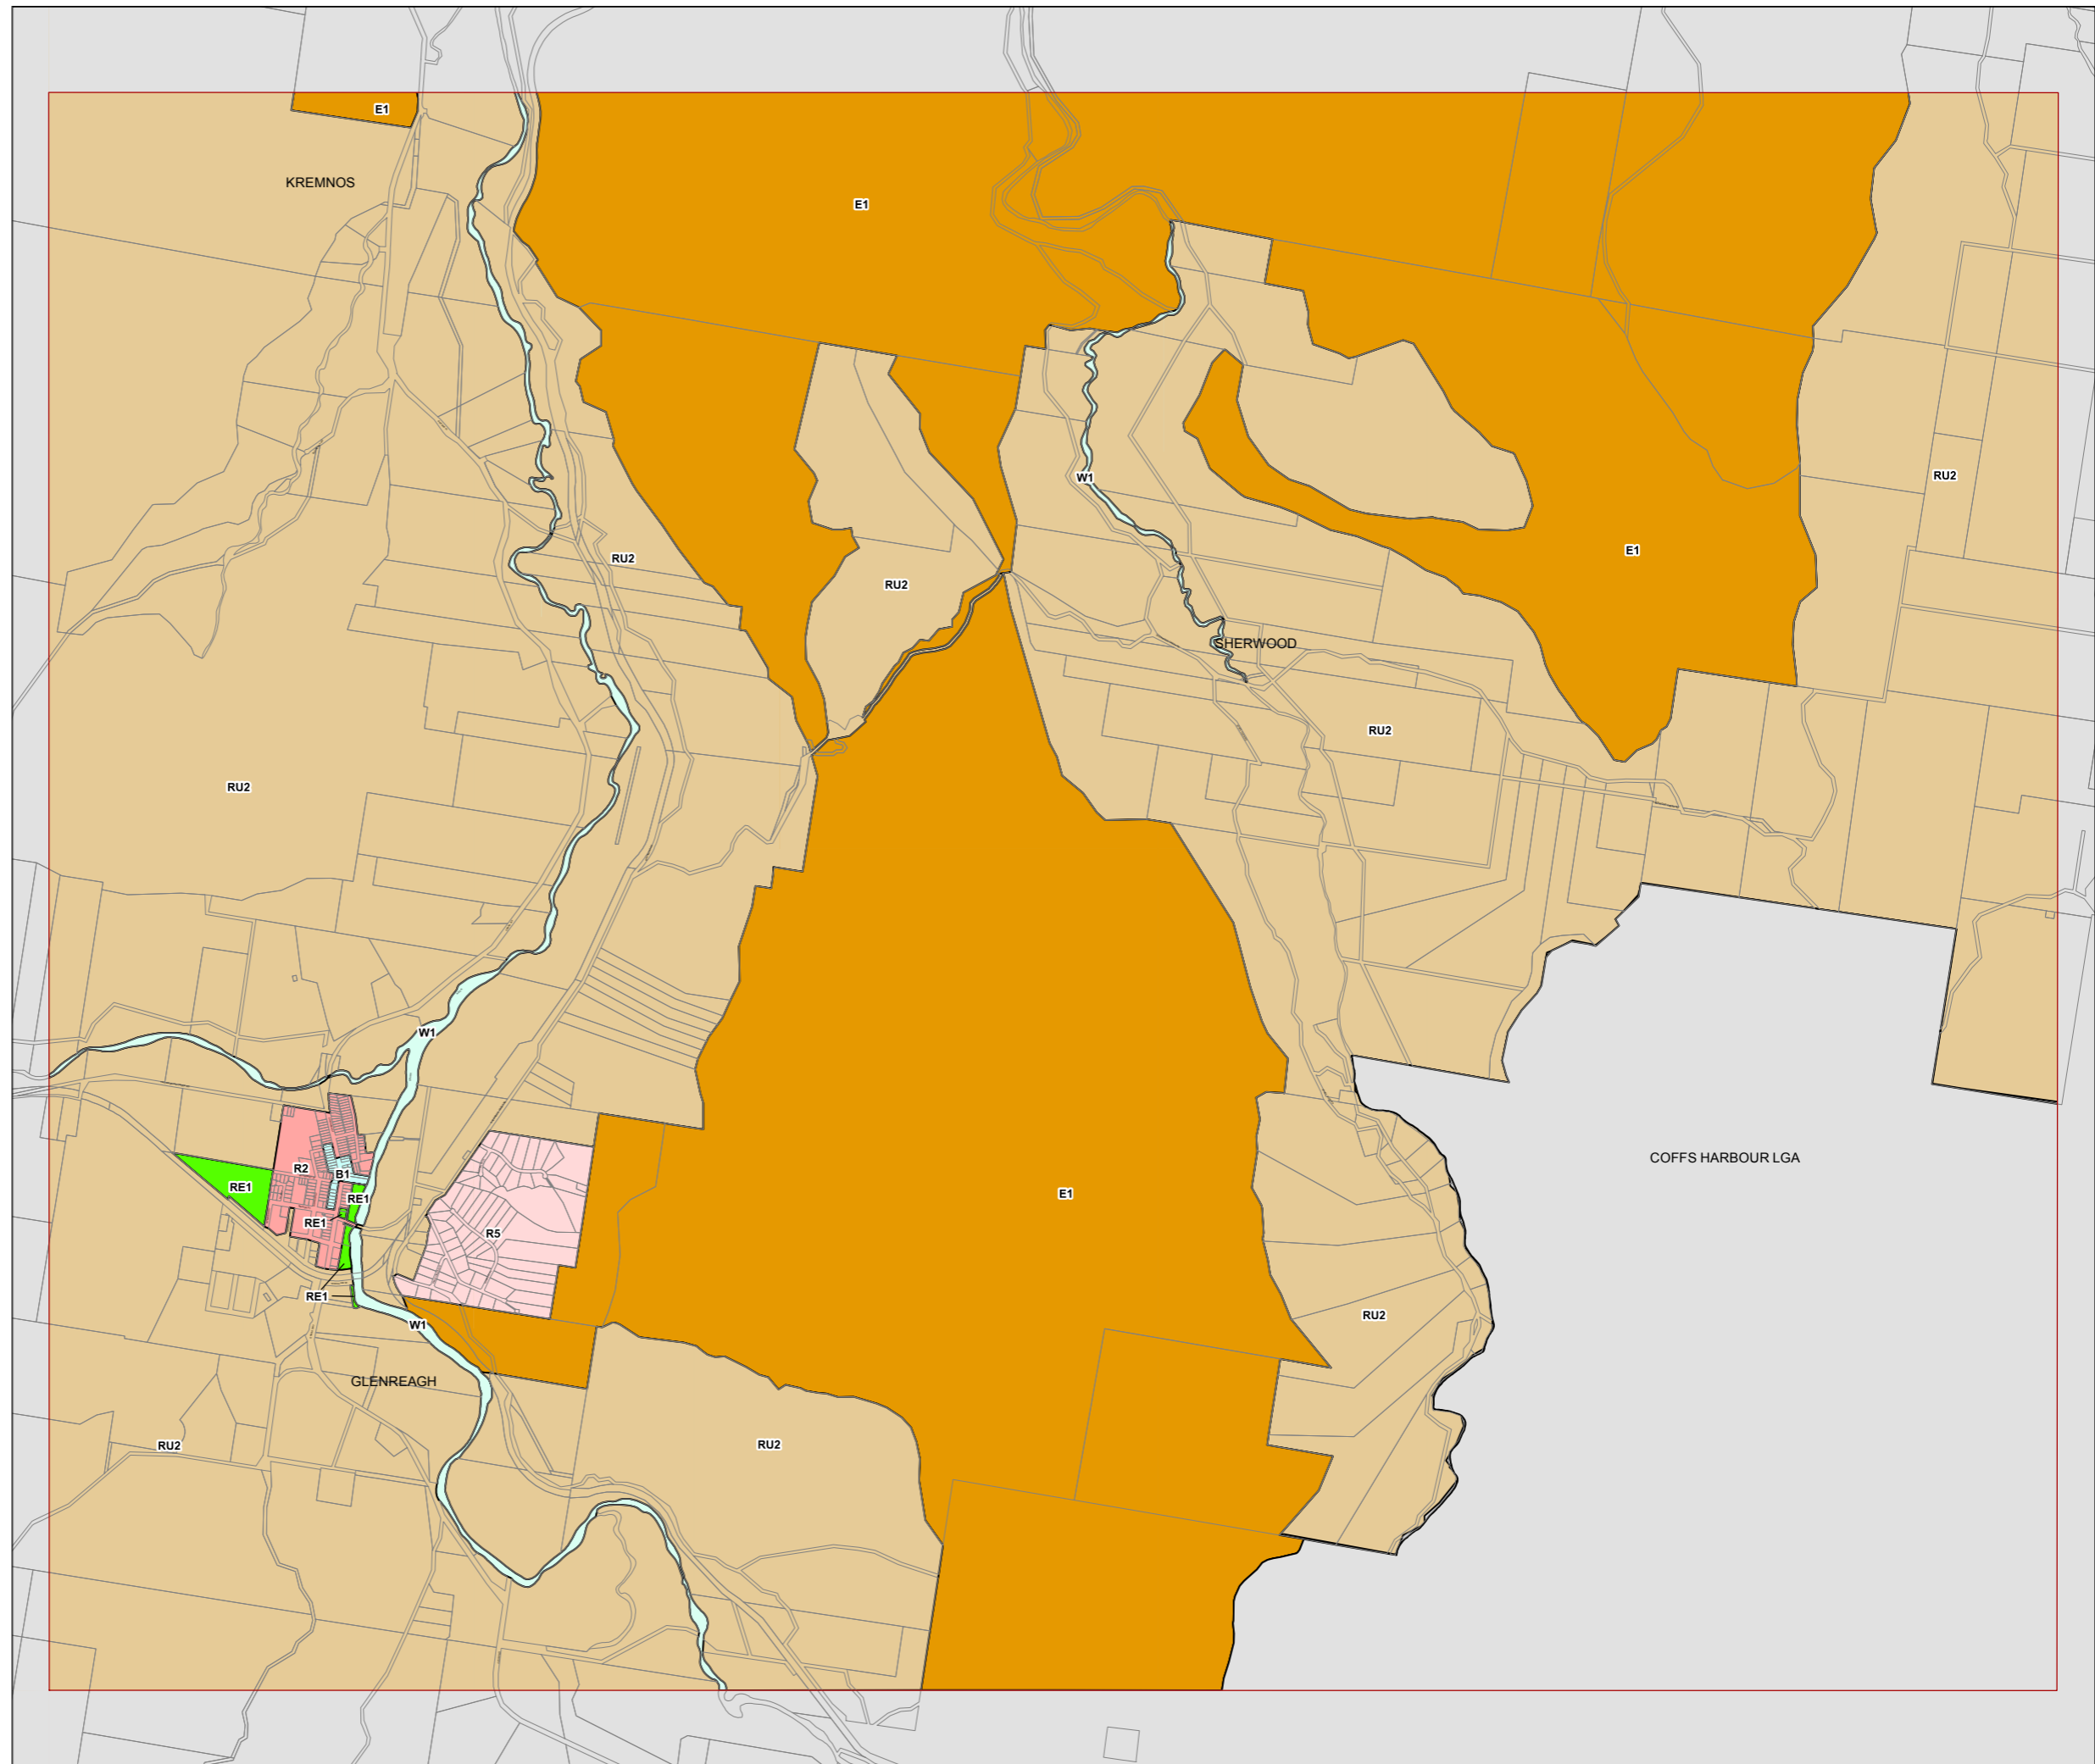 E1
KREMNOS
E1
W1
RU2
E1
RU2
RU2
SHERWOOD
RU2
RU2
W1
COFFS HARBOUR LGA
R2
B1
RE1
RE1
E1
RE1
R5
RE1
RU2
W1
GLENREAGH
RU2
RU2